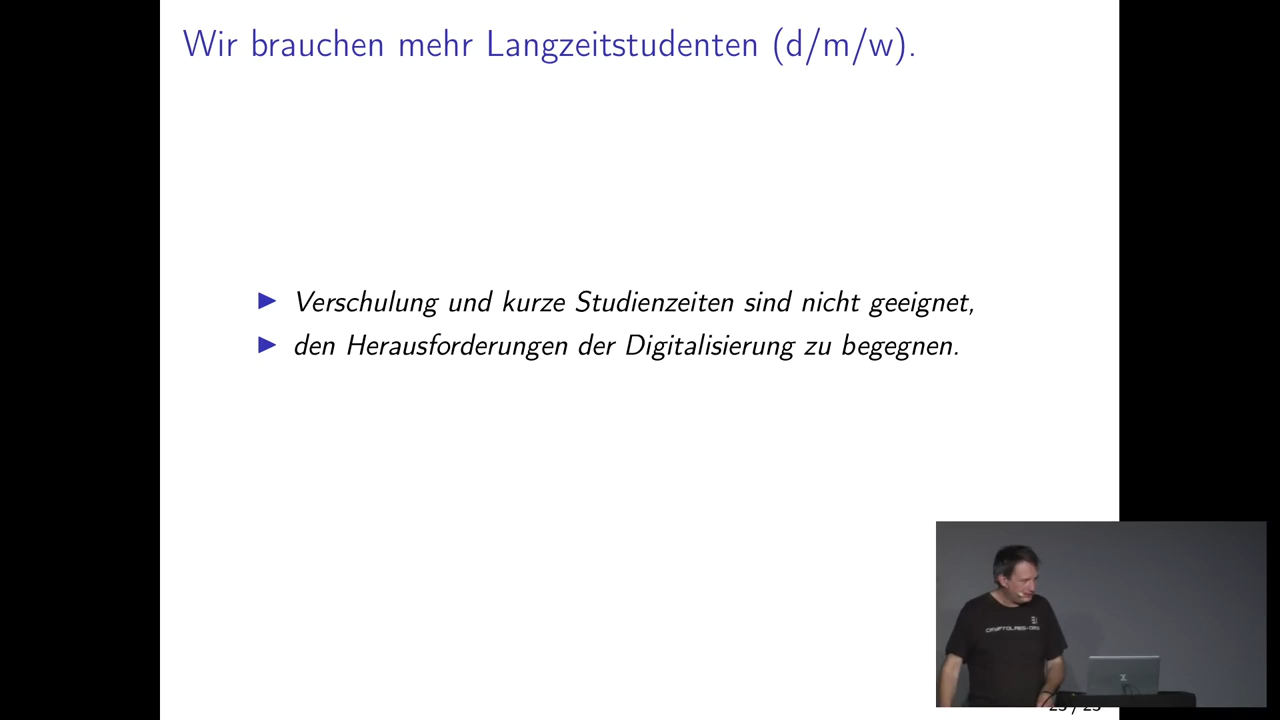 Wir brauchen mehr Langzeitstudenten (d/m/w).
Verschulung und kurze Studienzeiten sind nicht geeignet,
den Herausforderungen der Digitalisierung zu begegnen.